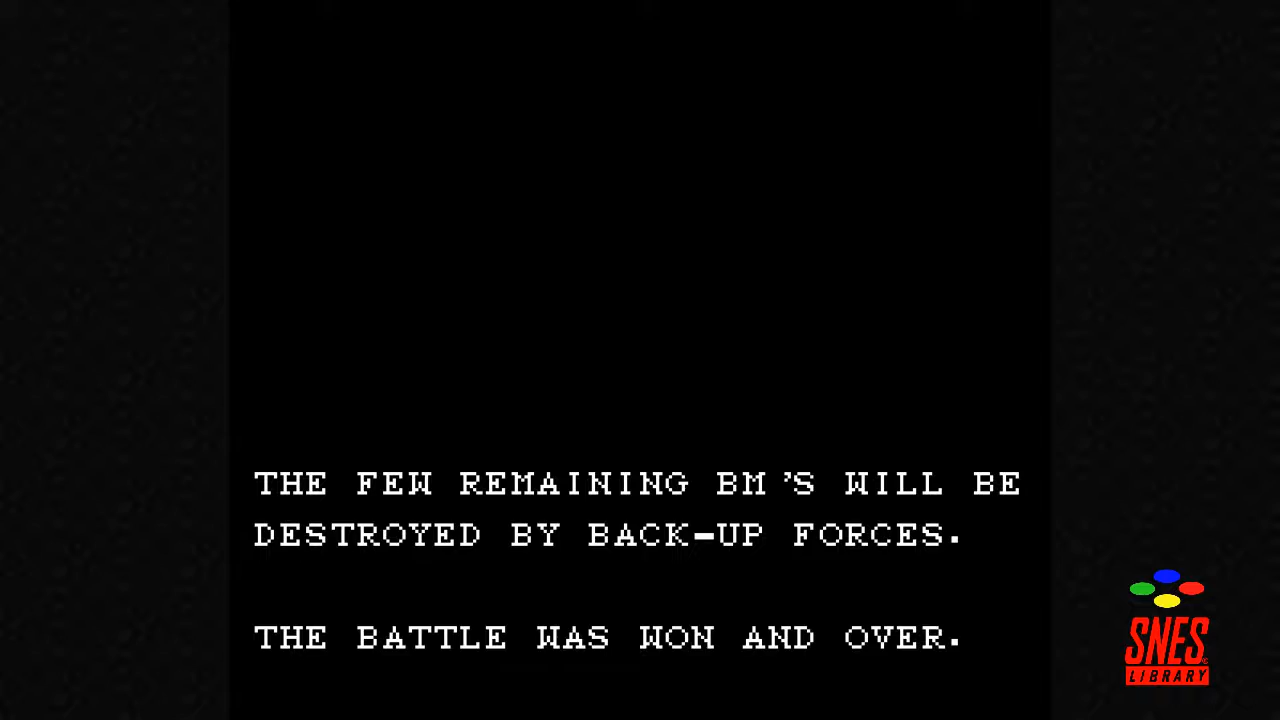 THE FEW REMAINING BM'S WILL BE
DESTROYED BY BACK-UP FORCES.
THE BATTLE WAS WON AND OVER.
SNES
LIBRARY